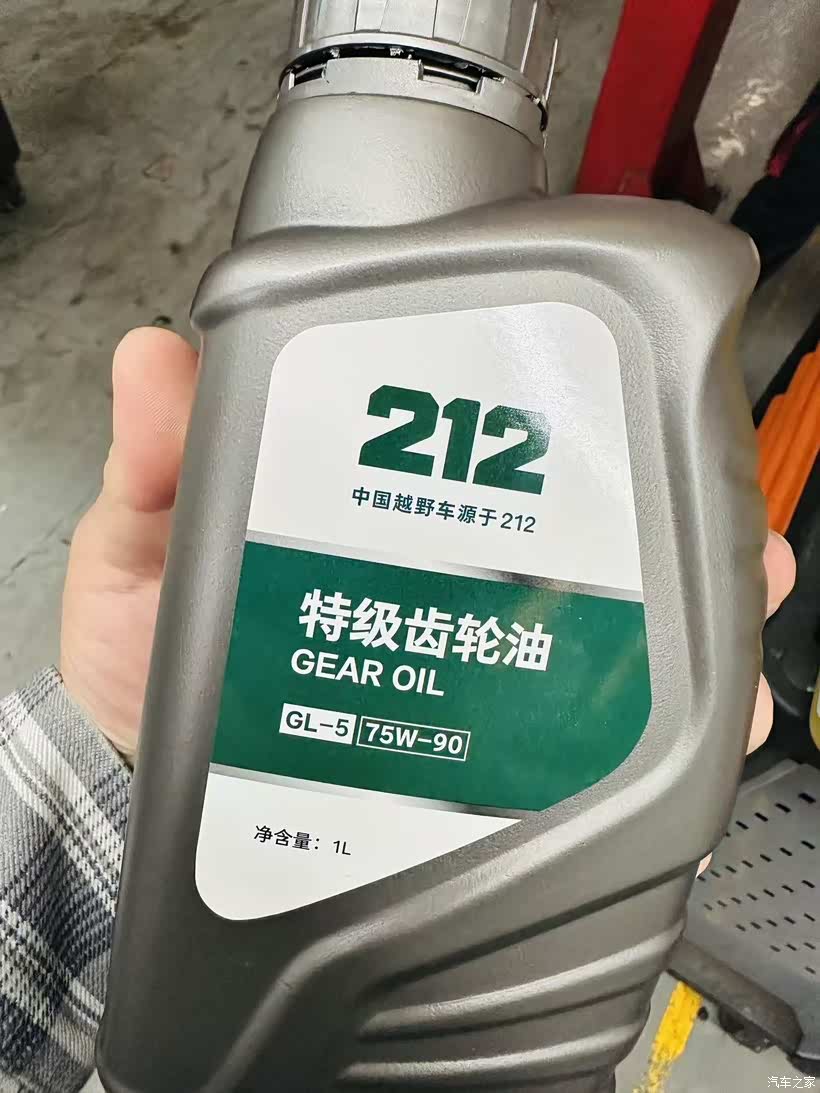 212
中国越野车源于212
特级齿轮油
GEAR OIL
GL-5 75W-90
净含量：1L
汽车之家